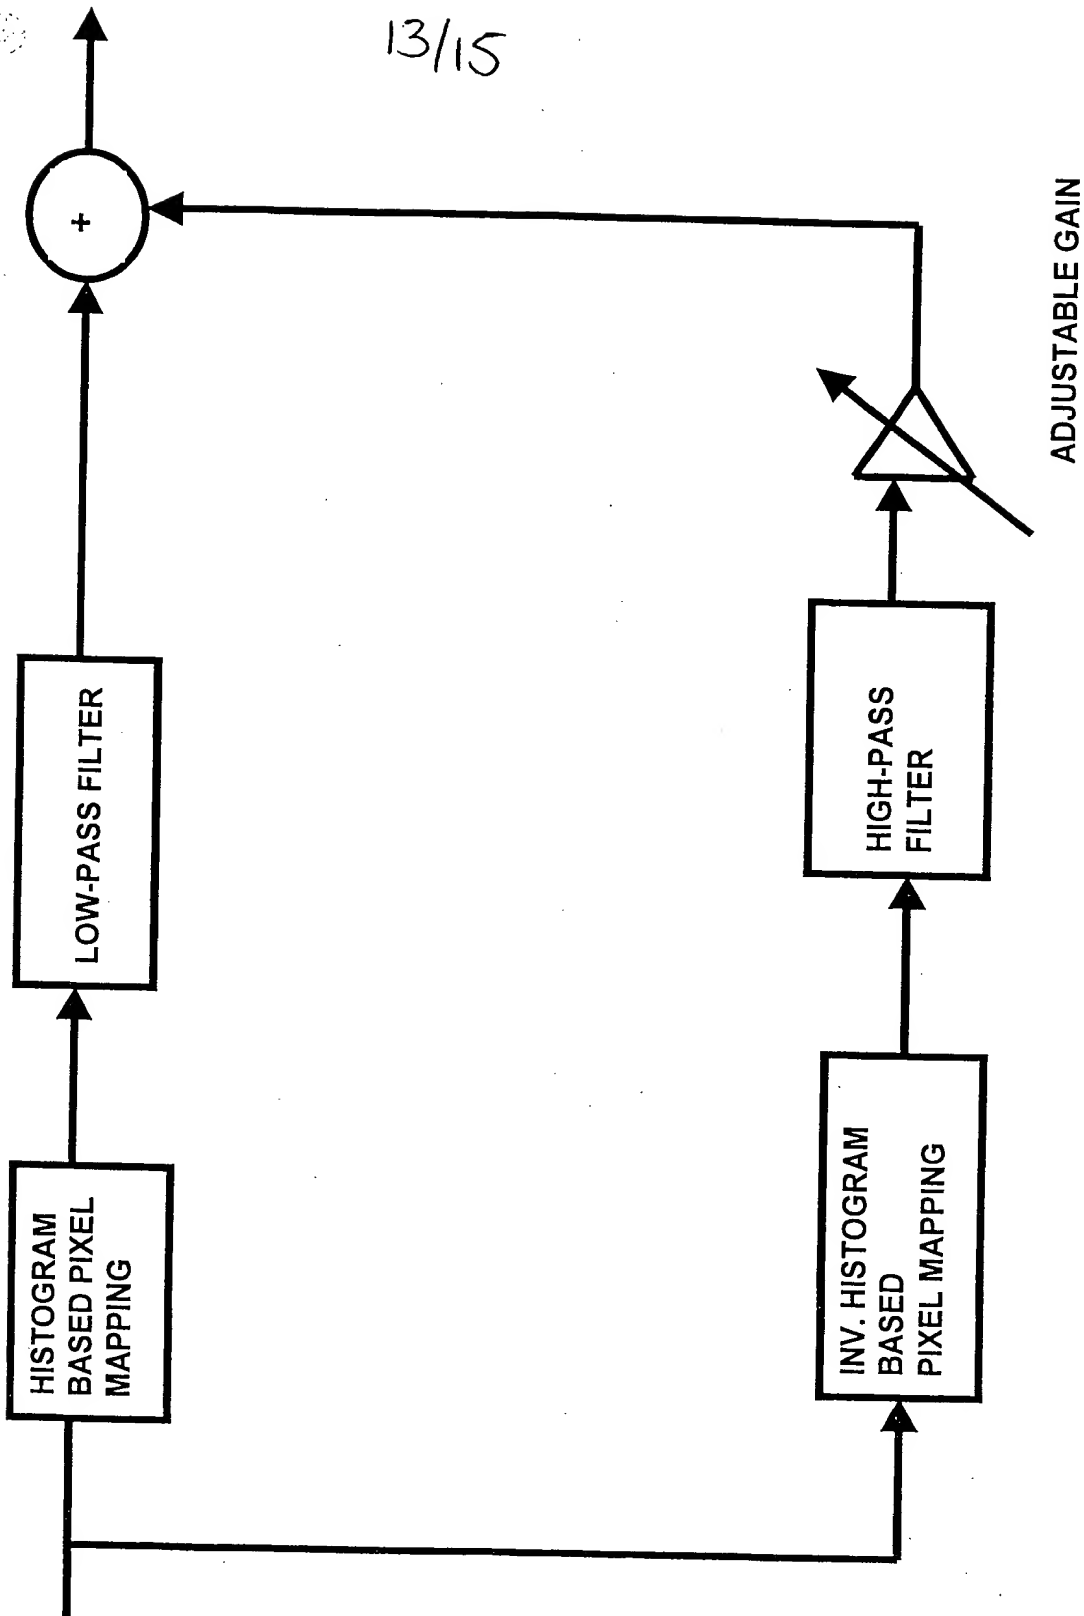 13/15
+
LOW-PASS FILTER
HISTOGRAM
BASED PIXEL
MAPPING
ADJUSTABLE GAIN
HIGH-PASS
FILTER
INV. HISTOGRAM
BASED
PIXEL MAPPING